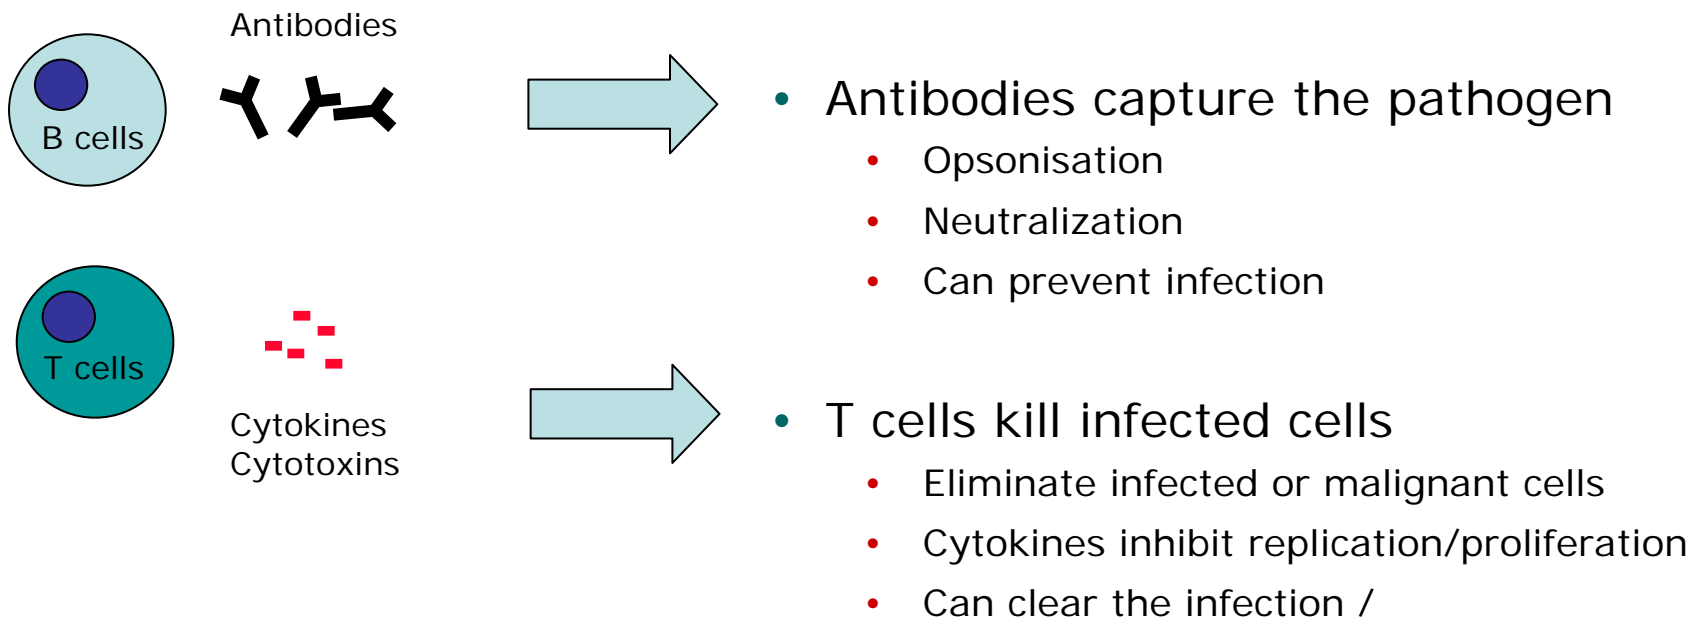 Antibodies
B cells
• Antibodies capture the pathogen
• Opsonisation
• Neutralization
• Can prevent infection
T cells
Cytokines
Cytotoxins
• T cells kill infected cells
• Eliminate infected or malignant cells
• Cytokines inhibit replication/proliferation
• Can clear the infection /